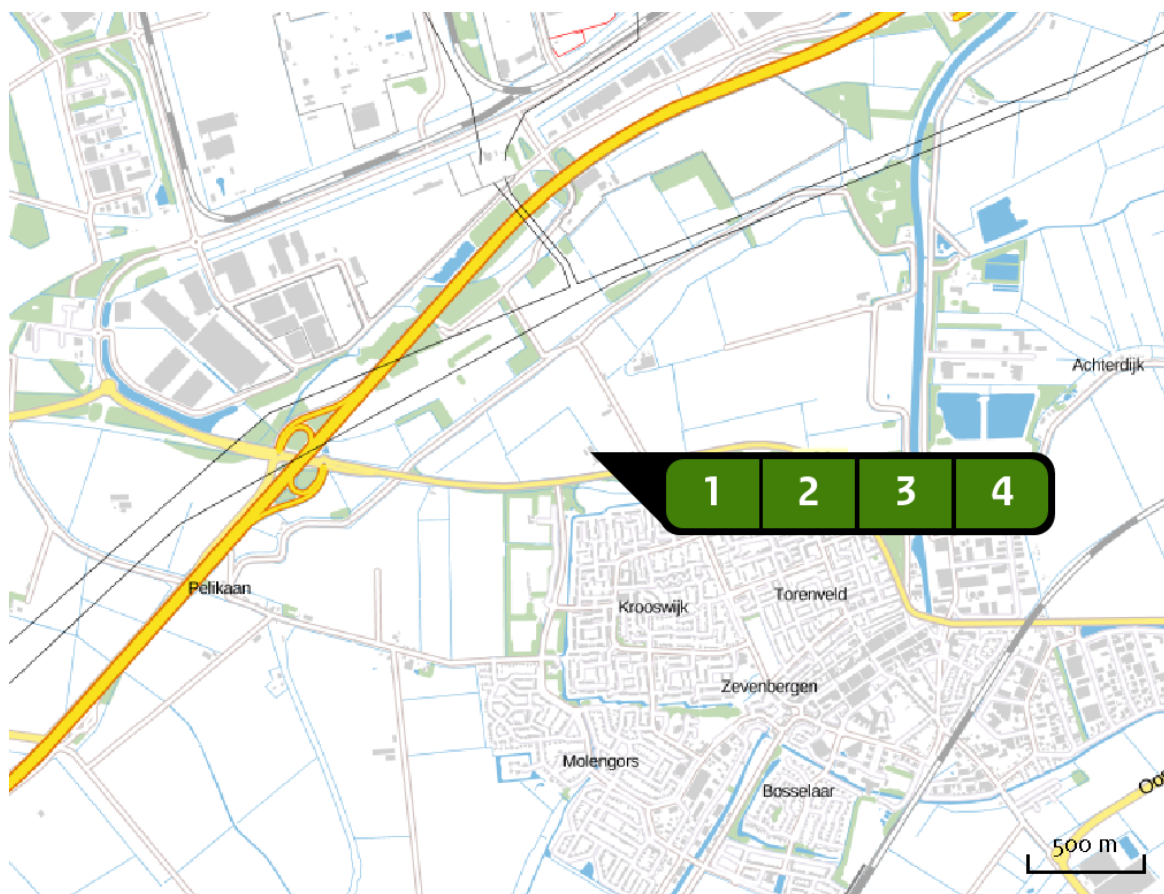 Achterdijk
1 2 3 4
Pelikaan
Krooswijk
Torenveld
Zevenbergen
Molengors
Bosselaar
500 m